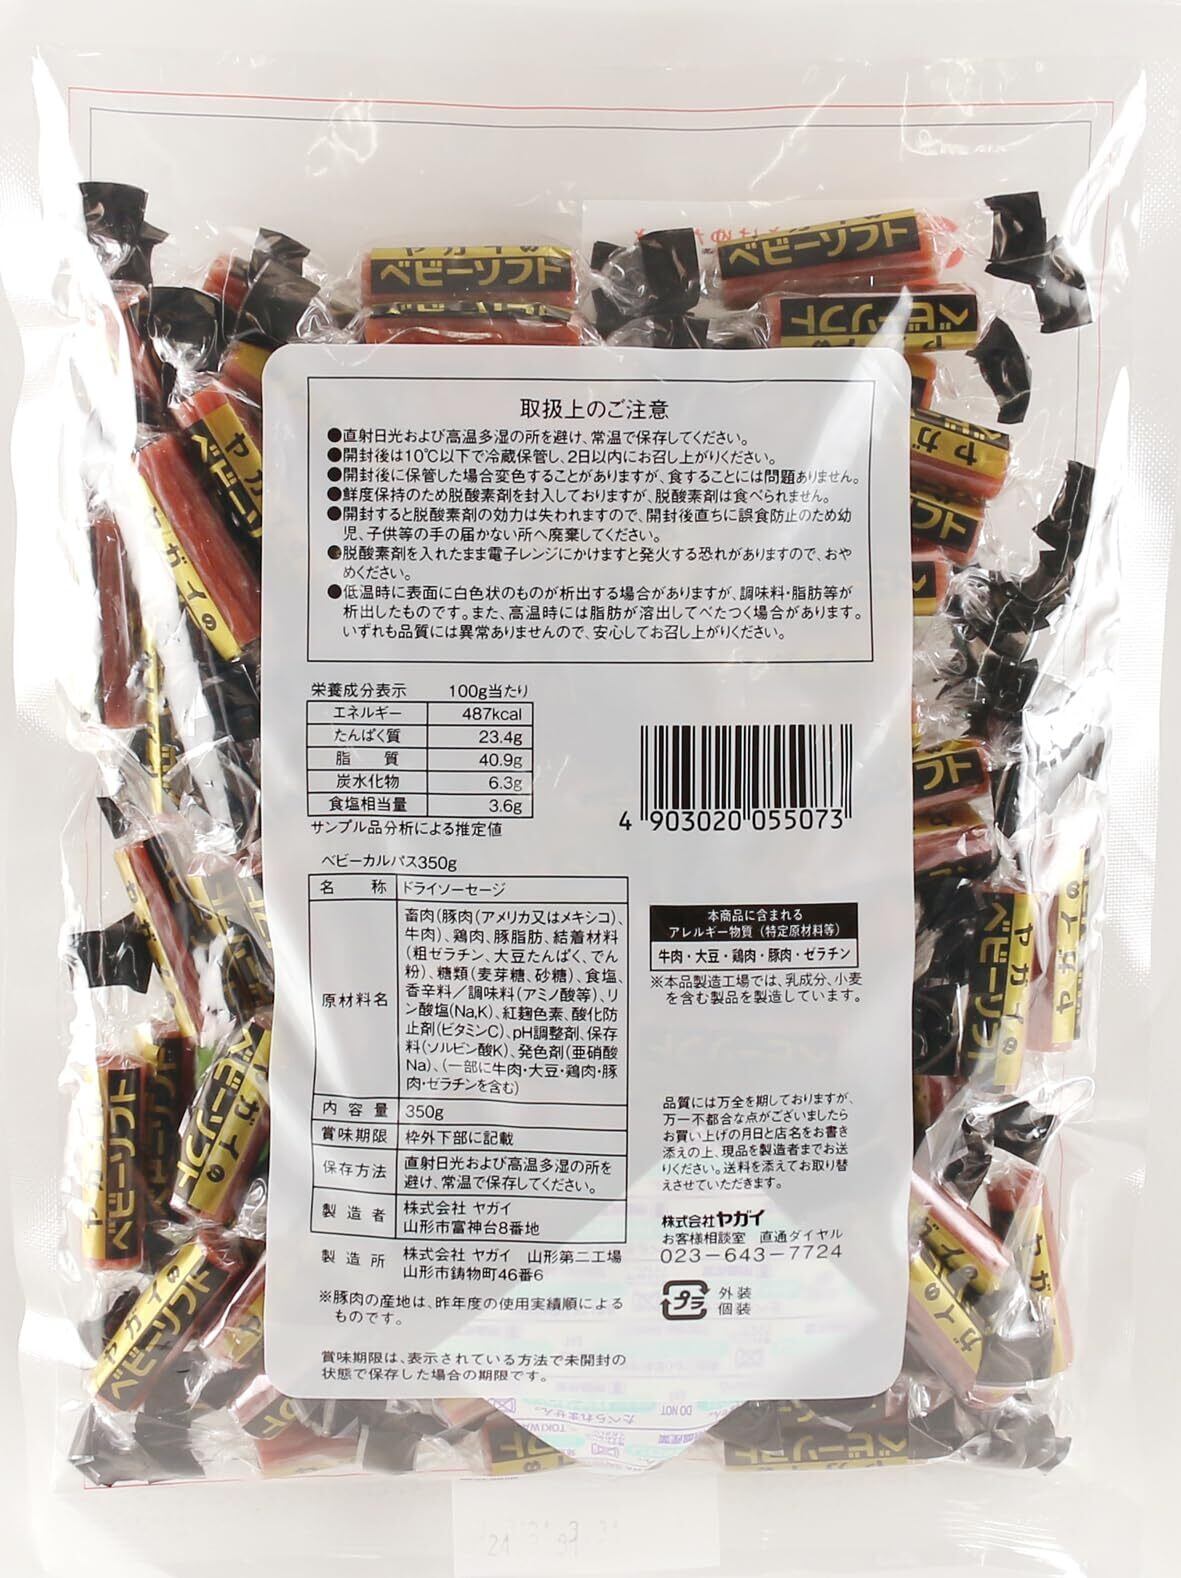 ヤガイの
ベビーソフト
ベビーソフト
取扱上のご注意
●直射日光および高温多湿の所を避け、常温で保存してください。
●開封後は10℃以下で冷蔵保管し、2日以内にお召し上がりください。
●開封後に保管した場合変色することがありますが、食することには問題ありません。
●鮮度保持のため脱酸素剤を封入しておりますが、脱酸素剤は食べられません。
●開封すると脱酸素剤の効力は失われますので、開封後直ちに誤食防止のため幼
児、子供等の手の届かない所へ廃棄してください。
●脱酸素剤を入れたまま電子レンジにかけますと発火する恐れがありますので、おや
めください。
●低温時に表面に白色状のものが析出する場合がありますが、調味料・脂肪等が
析出したものです。また、高温時には脂肪が溶出してべたつく場合があります。
いずれも品質には異常ありませんので、安心してお召し上がりください。
栄養成分表示 100g当たり
エネルギー 487kcal
たんぱく質 23.4g
脂質 40.9g
炭水化物 6.3g
食塩相当量 3.6g
サンプル品分析による推定値
4 903020 055073
ベビーカルパス350g
名称 ドライソーセージ
原材料名
畜肉(豚肉(アメリカ又はメキシコ)、
牛肉)、鶏肉、豚脂肪、結着材料
(粗ゼラチン、大豆たんぱく、でん
粉)、糖類(麦芽糖、砂糖)、食塩、
香辛料／調味料(アミノ酸等)、リ
ン酸塩(Na,K)、紅麹色素、酸化防
止剤(ビタミンC)、pH調整剤、保存
料(ソルビン酸K)、発色剤(亜硝酸
Na)、(一部に牛肉・大豆・鶏肉・豚
肉・ゼラチンを含む)
内容量 350g
賞味期限 枠外下部に記載
保存方法 直射日光および高温多湿の所を
避け、常温で保存してください。
製造者 株式会社 ヤガイ
山形市富神台8番地
製造所 株式会社 ヤガイ 山形第二工場
山形市鋳物町46番6
※豚肉の産地は、昨年度の使用実績順による
ものです。
賞味期限は、表示されている方法で未開封の
状態で保存した場合の期限です。
本商品に含まれる
アレルギー物質(特定原材料等)
牛肉・大豆・鶏肉・豚肉・ゼラチン
※本品製造工場では、乳成分、小麦
を含む製品を製造しています。
品質には万全を期しておりますが、
万一不都合な点がございましたら
お買い上げの月日と店名をお書き
添えの上、現品を製造者までお送
りください。送料を添えてお取り替
えさせていただきます。
株式会社ヤガイ
お客様相談室 直通ダイヤル
023-643-7724
プラ
外装
個装
ヤガイの
ベビーソフト
ヤガイの
ベビーソフト
ヤガイの
ベビーソフト